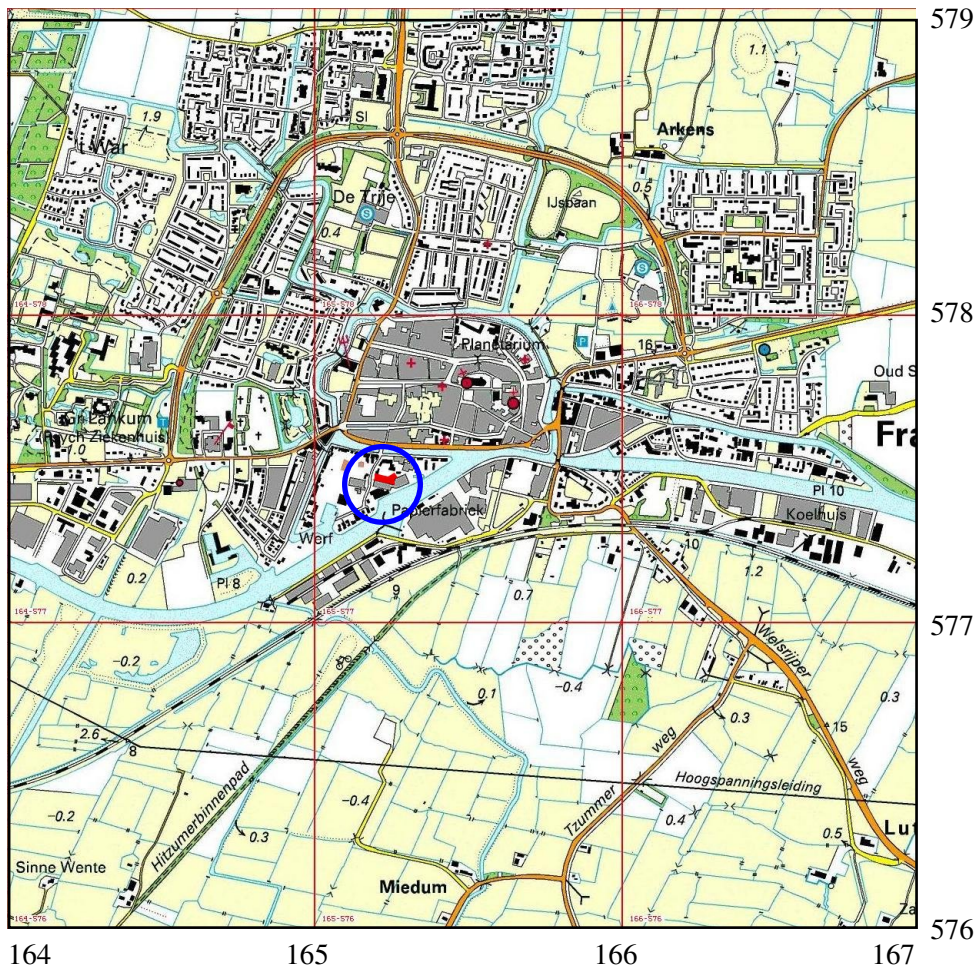 579
1.1
1.9
Sl
Arkens
't War
0.5
De Trije
S
IJsbaan
0.4
S
164-578
165-578
166-578
578
Planetarium
P
16
Oud S
Van Lankum
Psych Ziekenhuis
T
1.0
Fra
Pl 10
Papierfabriek
Koelhuis
Werf
10
0.2
Pl 8
9
0.7
1.2
164-577
165-577
166-577
577
-0.2
Welsrijper
-0.4
0.1
0.3
0.3
2.6
8
weg
15
Hoogspanningsleiding
weg
-0.2
-0.4
0.4
Hitzumerbinnenpad
0.3
Tzummer
0.5
Lut
Sinne Wente
Miedum
Za
164-576
165-576
166-576
576
164
165
166
167